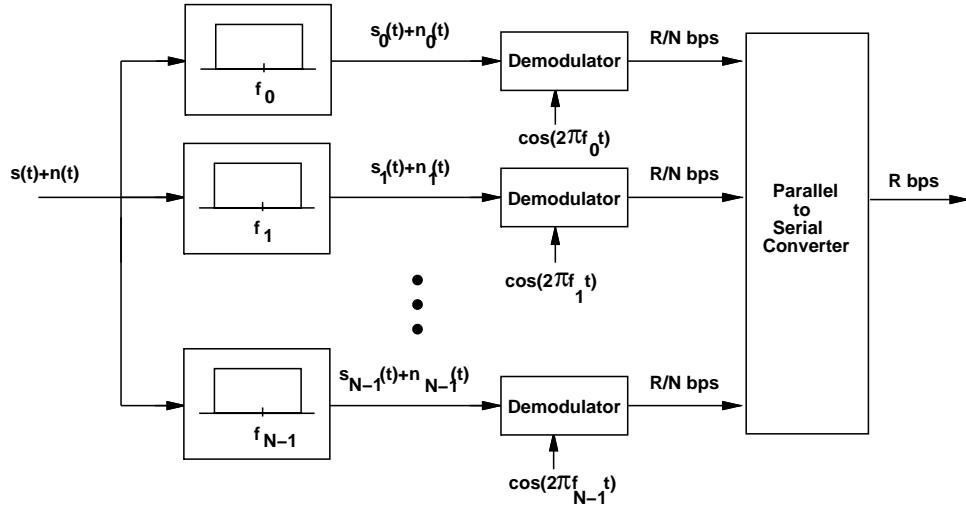 s(t)+n(t)
f0
s0(t)+n0(t)
Demodulator
cos(2πf0t)
R/N bps
f1
s1(t)+n1(t)
Demodulator
cos(2πf1t)
R/N bps
fN−1
sN−1(t)+nN−1(t)
Demodulator
cos(2πfN−1t)
R/N bps
Parallel
to
Serial
Converter
R bps